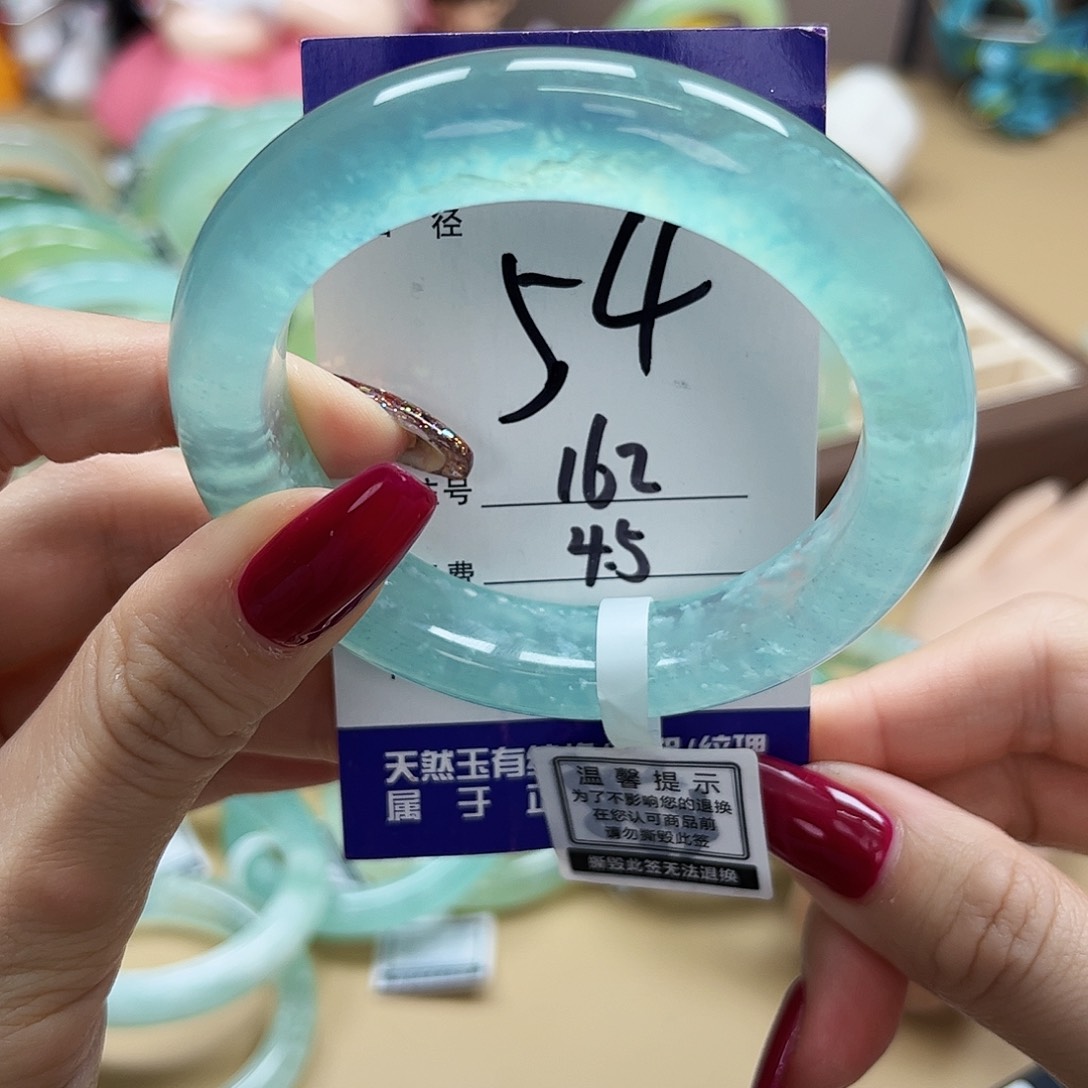 径
54
号 162
费 45
天然玉有
属 于
温馨提示
为了不影响您的退换
在您认可商品前
请勿撕毁此签
撕毁此签无法退换